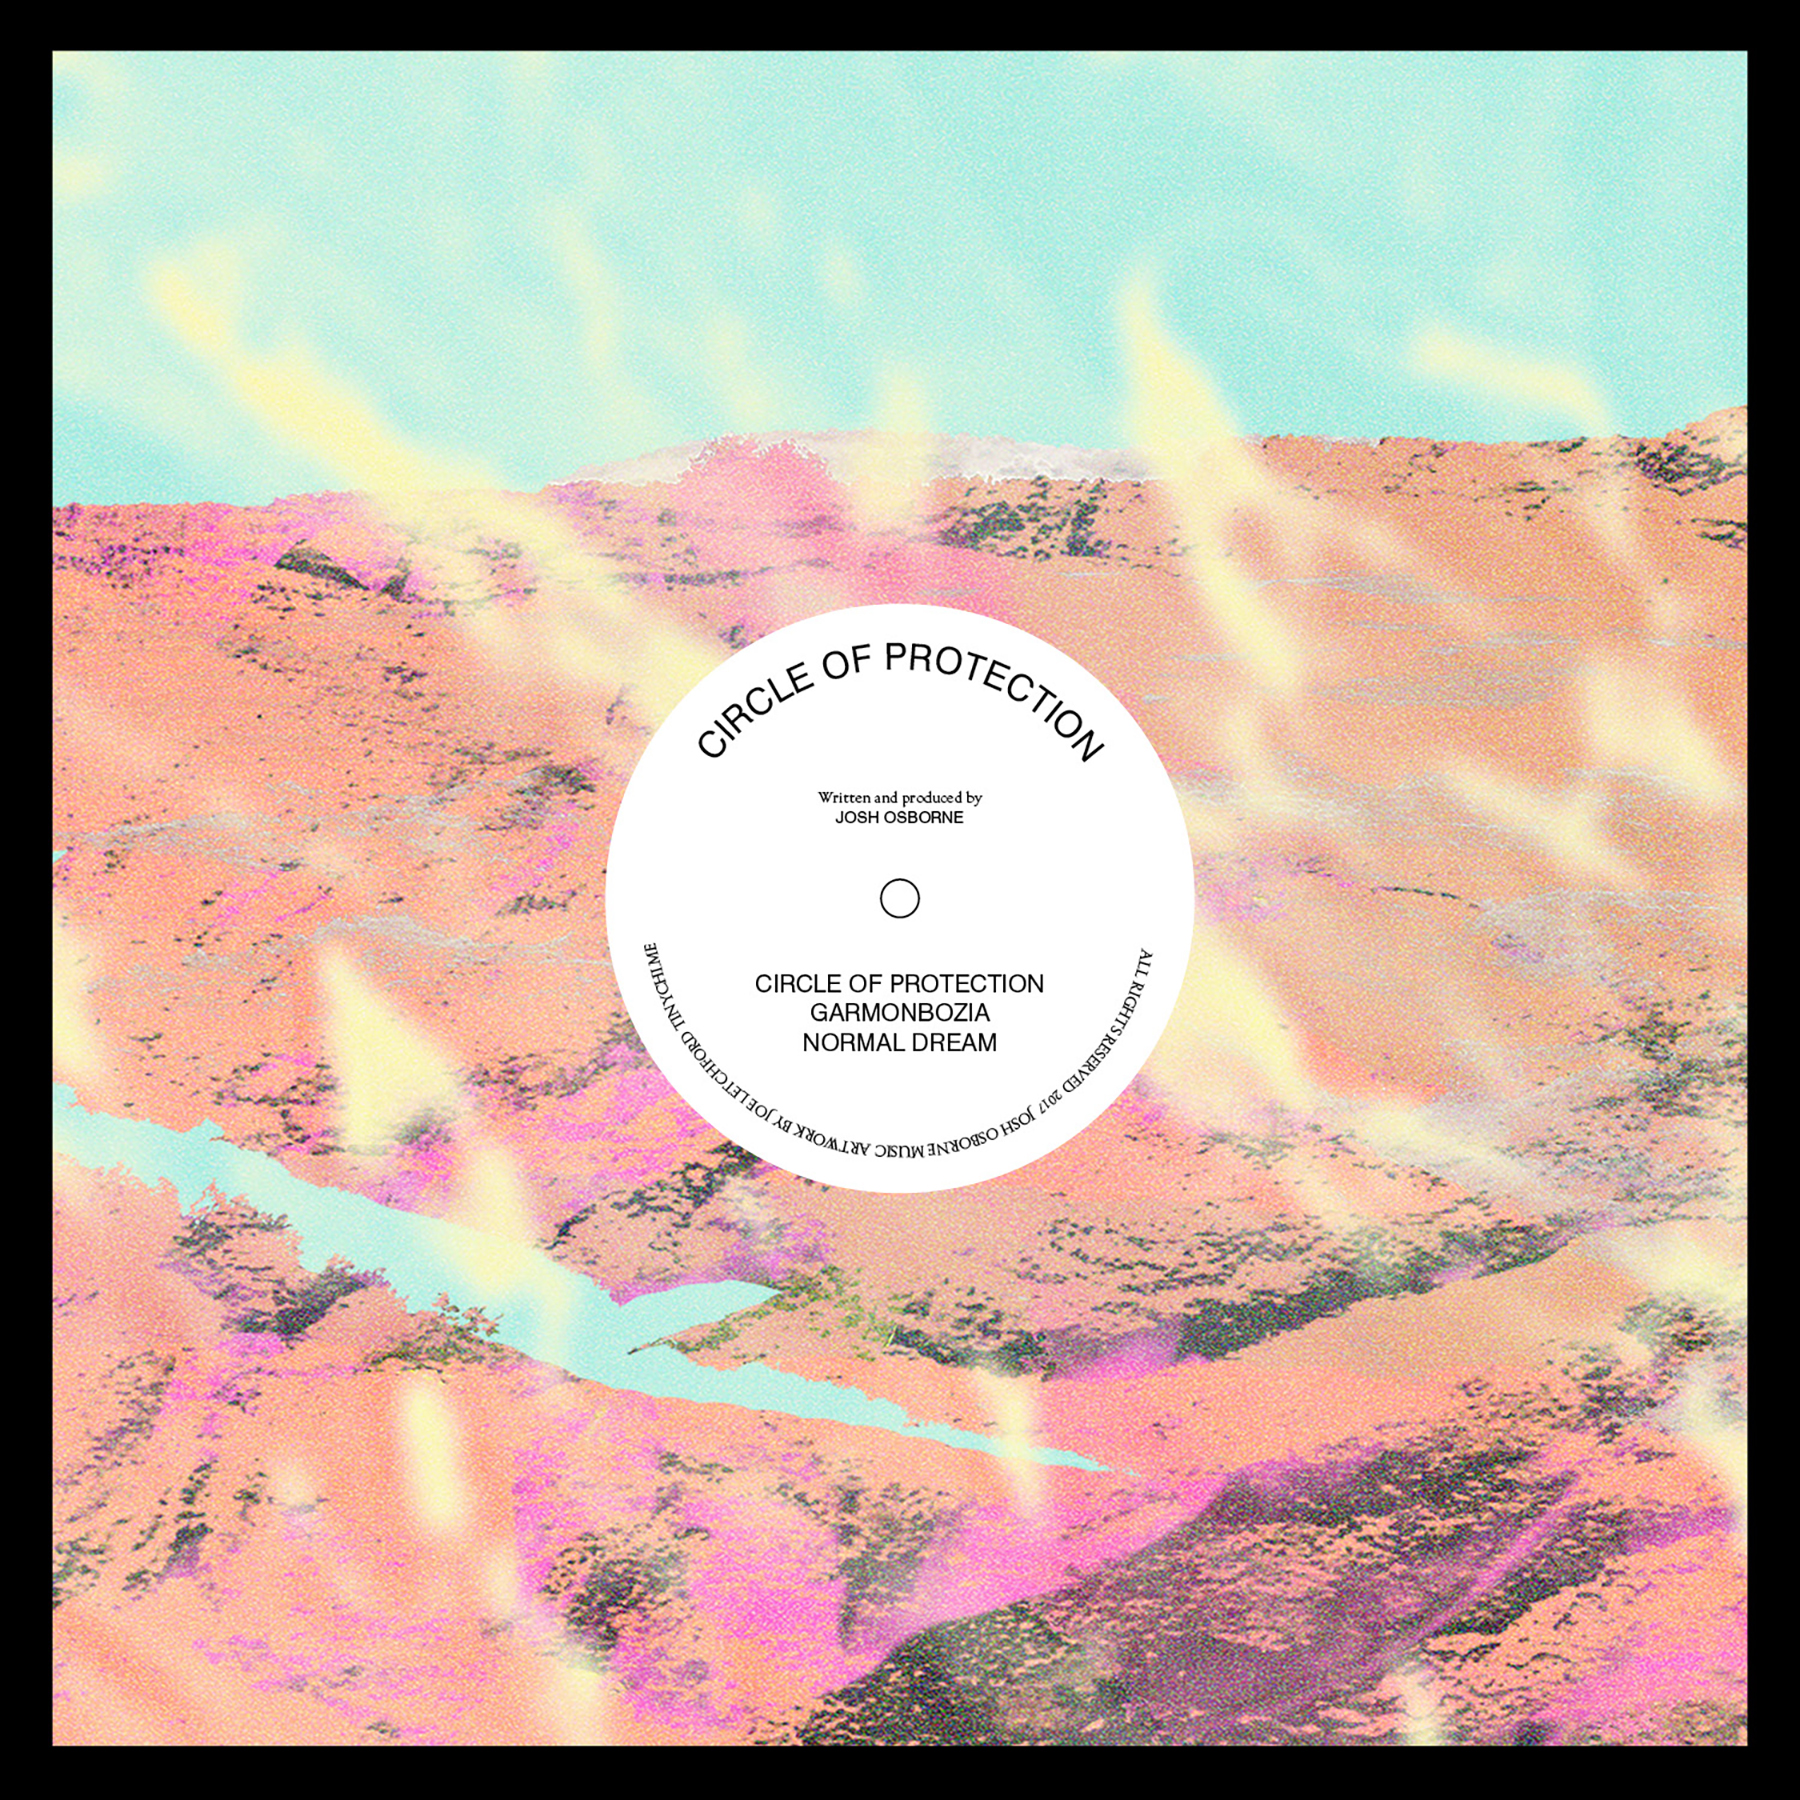 CIRCLE OF PROTECTION
Written and produced by
JOSH OSBORNE
CIRCLE OF PROTECTION
GARMONBOZIA
NORMAL DREAM
ALL RIGHTS RESERVED 2017 JOSH OSBORNE MUSIC ARTWORK BY JOE LETCHFORD TINYCHLME